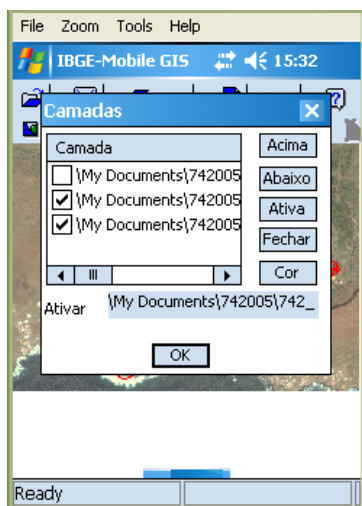 File Zoom Tools Help
IBGE-Mobile GIS 15:32
Camadas
Camada
\My Documents\742005
\My Documents\742005
\My Documents\742005
Acima
Abaixo
Ativa
Fechar
Cor
Ativar \My Documents\742005\742_
OK
Ready